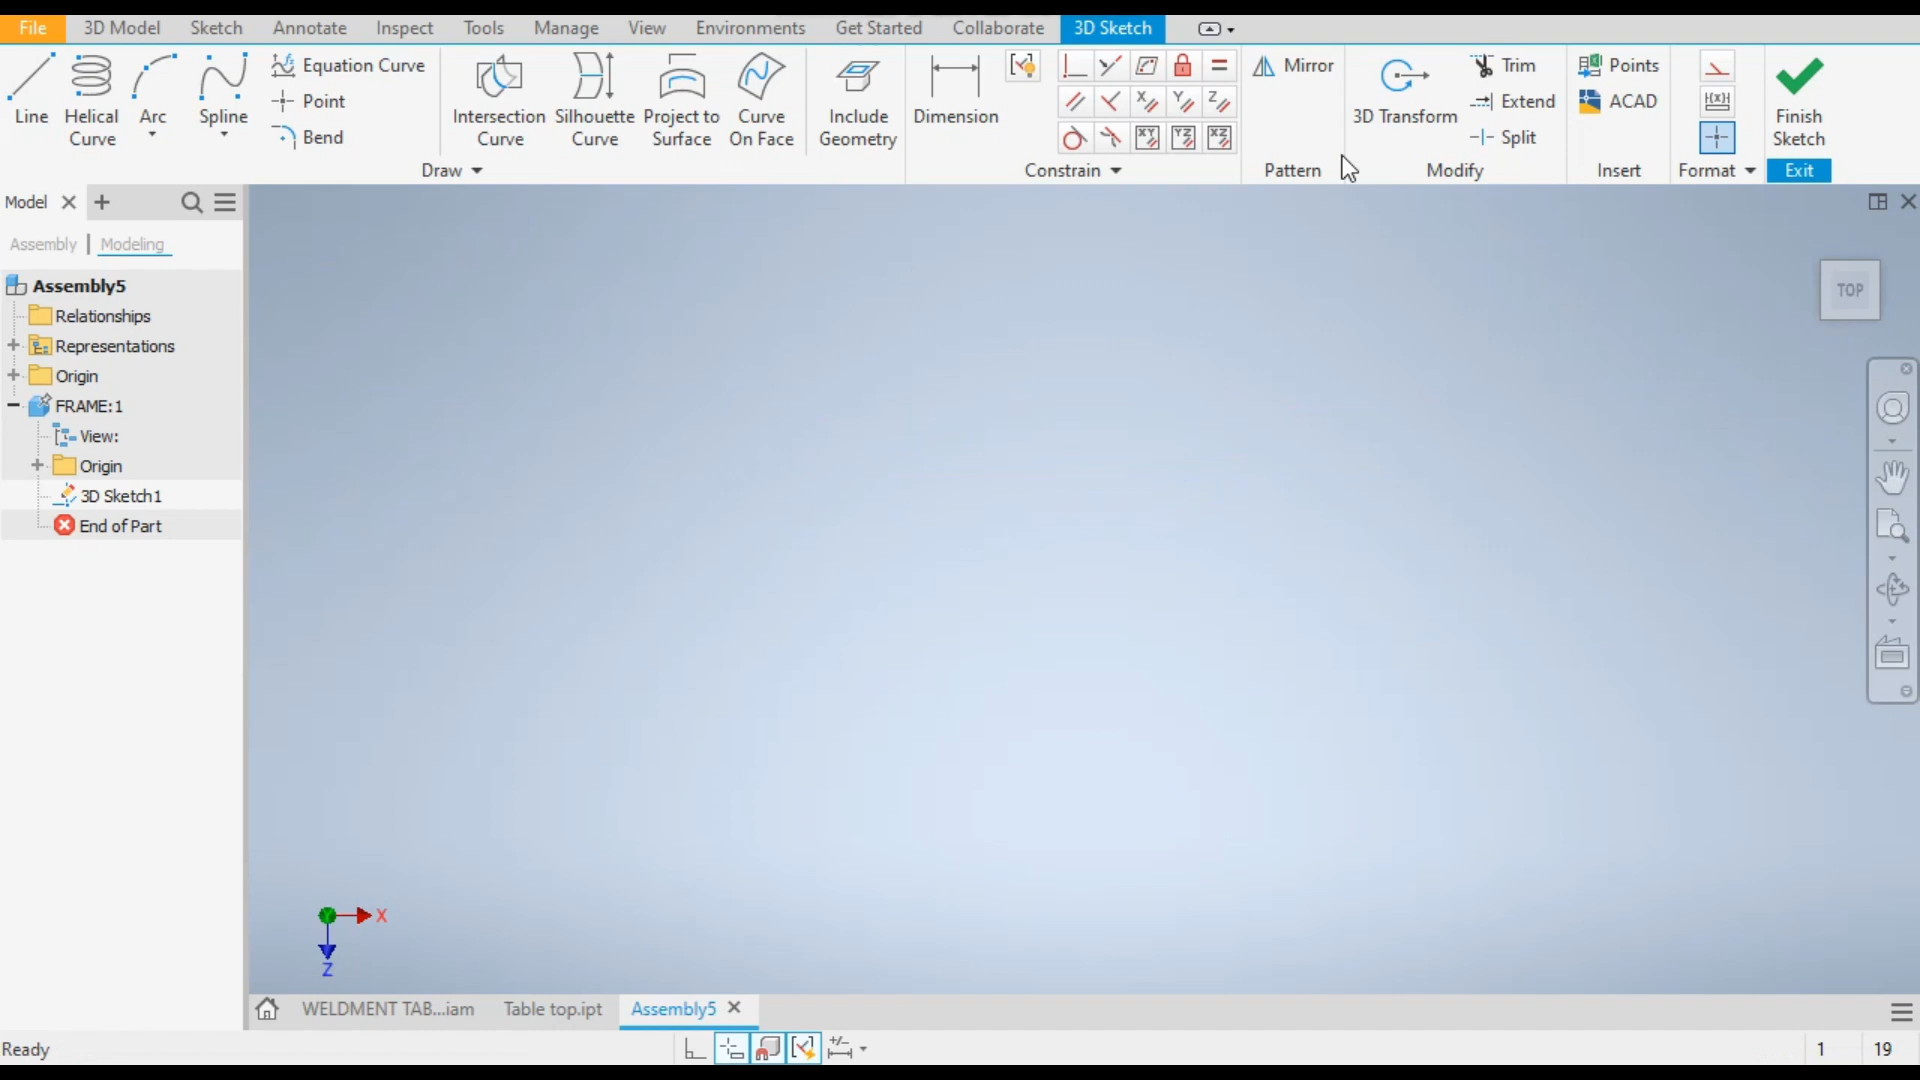 File 3D Model Sketch Annotate Inspect Tools Manage View Environments Get Started Collaborate 3D Sketch
Line
Helical Curve
Arc
Spline
Equation Curve
Point
Bend
Draw
Intersection Curve
Silhouette Curve
Project to Surface
Curve On Face
Include Geometry
Dimension
X
Y
Z
XY
YZ
XZ
Constrain
Mirror
Pattern
3D Transform
Trim
Extend
Split
Modify
Points
ACAD
Insert
Format
Finish Sketch
Exit
Model
Assembly | Modeling
Assembly5
Relationships
Representations
Origin
FRAME:1
View:
Origin
3D Sketch1
End of Part
TOP
X
Z
WELDMENT TAB...iam Table top.ipt Assembly5
Ready
1 19